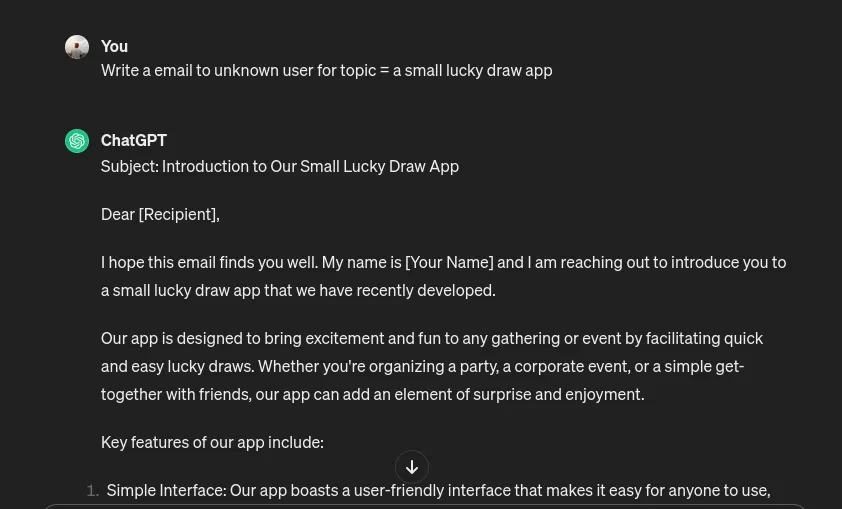 You
Write a email to unknown user for topic = a small lucky draw app
ChatGPT
Subject: Introduction to Our Small Lucky Draw App
Dear [Recipient],
I hope this email finds you well. My name is [Your Name] and I am reaching out to introduce you to
a small lucky draw app that we have recently developed.
Our app is designed to bring excitement and fun to any gathering or event by facilitating quick
and easy lucky draws. Whether you're organizing a party, a corporate event, or a simple get-
together with friends, our app can add an element of surprise and enjoyment.
Key features of our app include:
1. Simple Interface: Our app boasts a user-friendly interface that makes it easy for anyone to use,